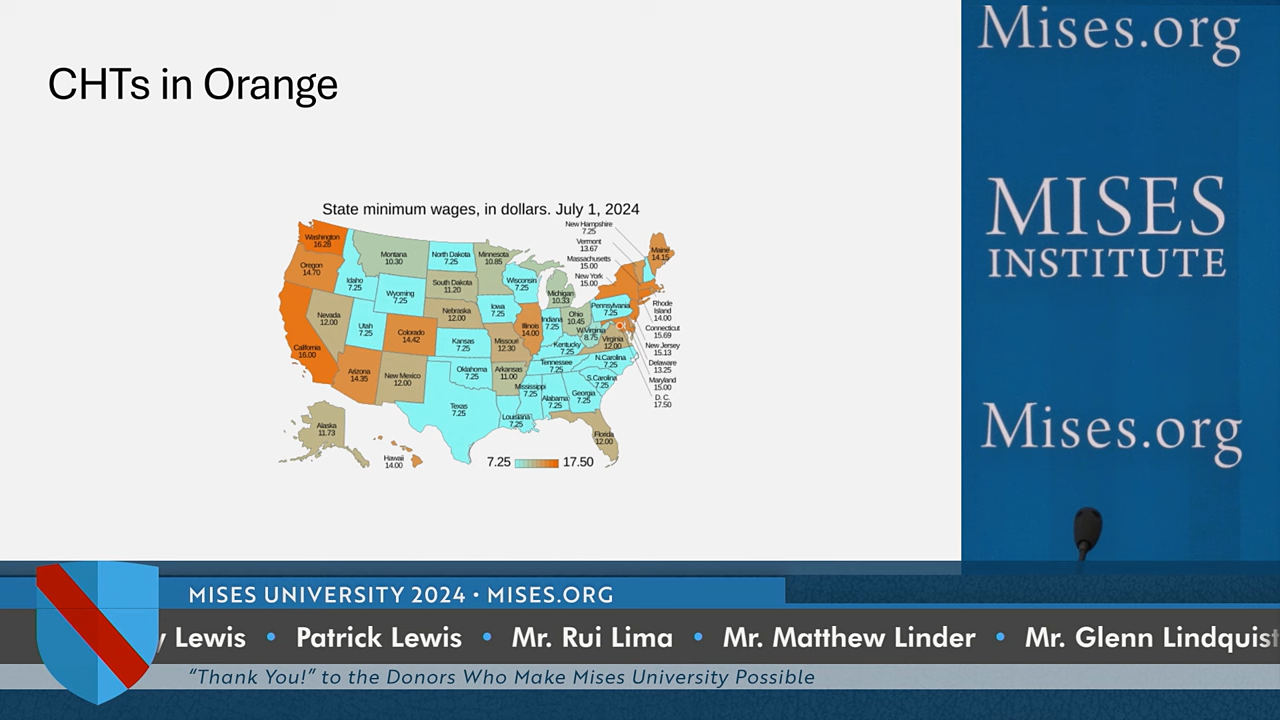 CHTs in Orange
State minimum wages, in dollars. July 1, 2024
Washington
16.28
Oregon
14.70
California
16.00
Nevada
12.00
Idaho
7.25
Montana
10.30
Wyoming
7.25
Utah
7.25
Colorado
14.42
Arizona
14.35
New Mexico
12.00
North Dakota
7.25
South Dakota
11.20
Nebraska
12.00
Kansas
7.25
Oklahoma
7.25
Texas
7.25
Minnesota
10.85
Iowa
7.25
Missouri
12.30
Arkansas
11.00
Louisiana
7.25
Wisconsin
7.25
Illinois
14.00
Michigan
10.33
Indiana
7.25
Ohio
10.45
Kentucky
7.25
Tennessee
7.25
Mississippi
7.25
Alabama
7.25
Georgia
7.25
Florida
12.00
S.Carolina
7.25
N.Carolina
7.25
Virginia
12.00
W.Virginia
8.75
Pennsylvania
7.25
Maine
14.15
New Hampshire
7.25
Vermont
13.67
Massachusetts
15.00
New York
15.00
Rhode
Island
14.00
Connecticut
15.69
New Jersey
15.13
Delaware
13.25
Maryland
15.00
D. C.
17.50
Alaska
11.73
Hawaii
14.00
7.25 17.50
Mises.org
MISES
INSTITUTE
Mises.org
MISES UNIVERSITY 2024 • MISES.ORG
y Lewis • Patrick Lewis • Mr. Rui Lima • Mr. Matthew Linder • Mr. Glenn Lindquist
“Thank You!” to the Donors Who Make Mises University Possible